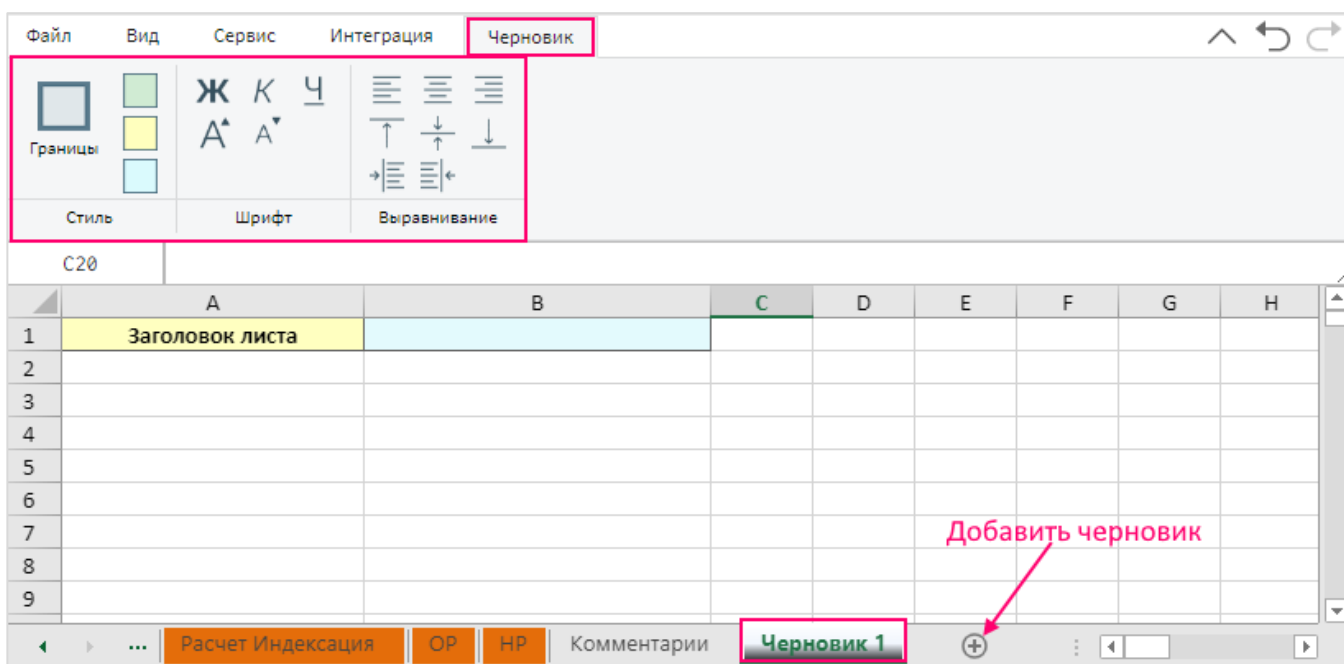 Файл Вид Сервис Интеграция Черновик
Ж К Ч
A A
Границы
Стиль Шрифт Выравнивание
C20
A B C D E F G H
1 Заголовок листа
2
3
4
5
6
7 Добавить черновик
8
9
... Расчет Индексация ОР НР Комментарии Черновик 1